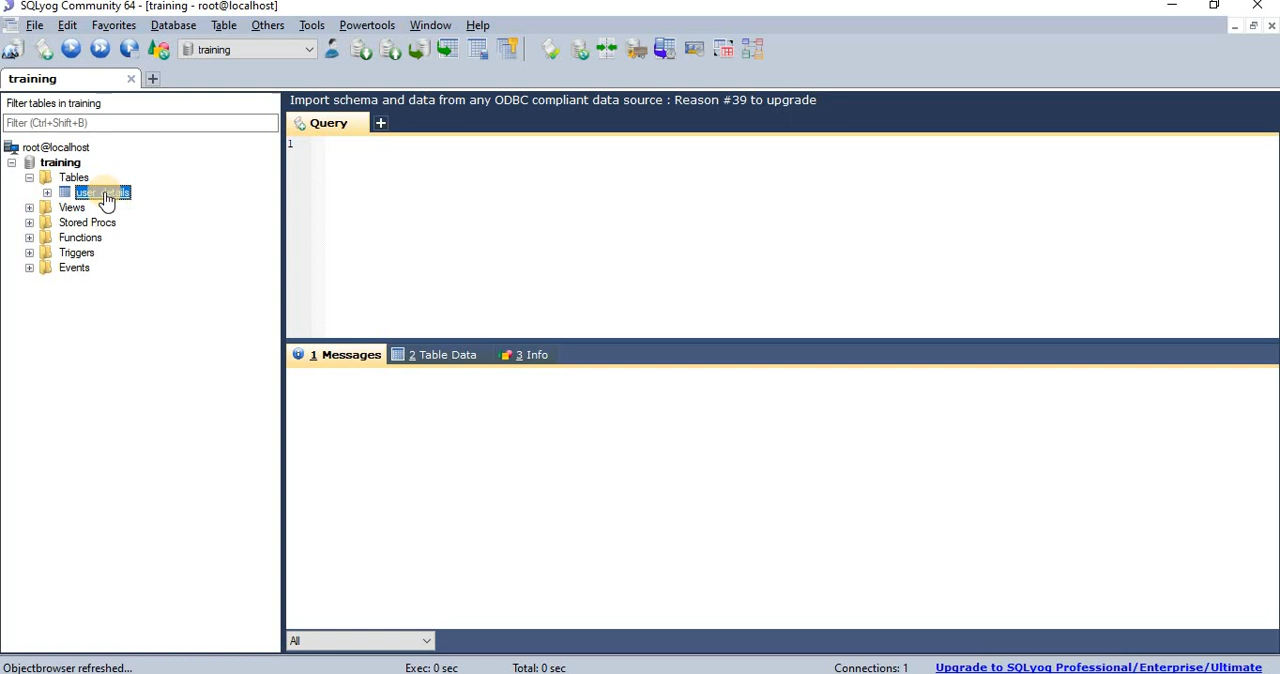 SQLyog Community 64 - [training - root@localhost]
File Edit Favorites Database Table Others Tools Powertools Window Help
training
training
Filter tables in training
Import schema and data from any ODBC compliant data source : Reason #39 to upgrade
Filter (Ctrl+Shift+B)
Query
1
root@localhost
training
Tables
user_details
Views
Stored Procs
Functions
Triggers
Events
1 Messages 2 Table Data 3 Info
All
Objectbrowser refreshed... Exec: 0 sec Total: 0 sec Connections: 1 Upgrade to SQLyog Professional/Enterprise/Ultimate